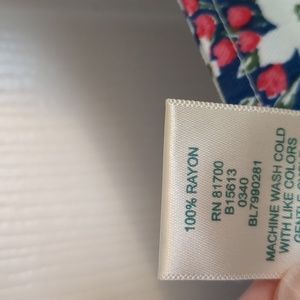 100% RAYON
RN 81700
B15613
0340
BL7990281
MACHINE WASH COLD
WITH LIKE COLORS